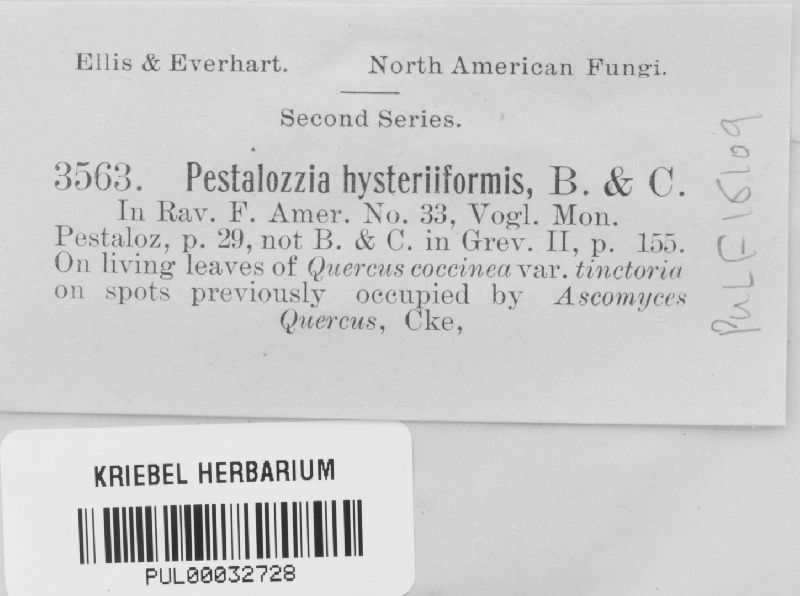 Ellis & Everhart. North American Fungi.
Second Series.
3563. Pestalozzia hysteriiformis, B. & C.
In Rav. F. Amer. No. 33, Vogl. Mon.
Pestaloz, p. 29, not B. & C. in Grev. II, p. 155.
On living leaves of Quercus coccinea var. tinctoria
on spots previously occupied by Ascomyces
Quercus, Cke,
PUL F 16109
KRIEBEL HERBARIUM
PUL00032728